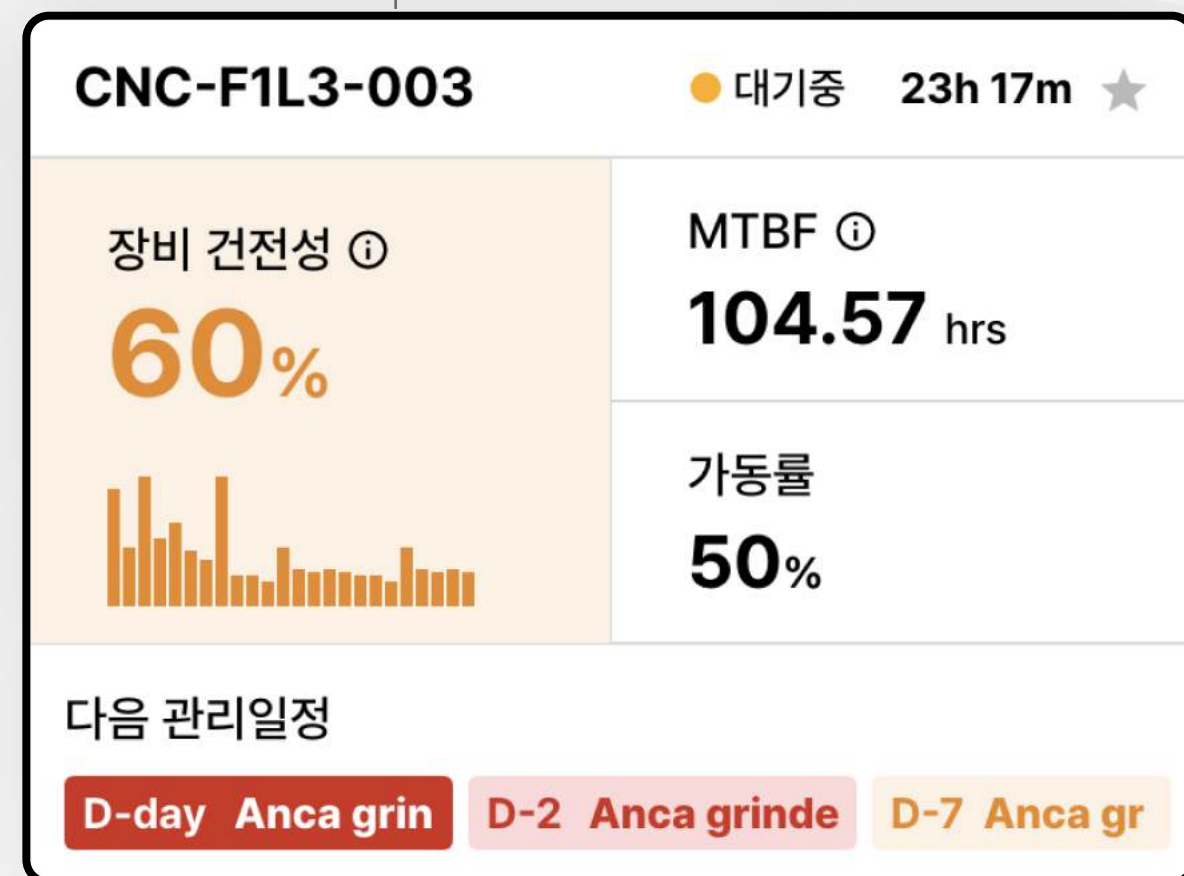 CNC-F1L3-003 대기중 23h 17m
장비 건전성
60%
MTBF
104.57 hrs
가동률
50%
다음 관리일정
D-day Anca grin D-2 Anca grinde D-7 Anca gr